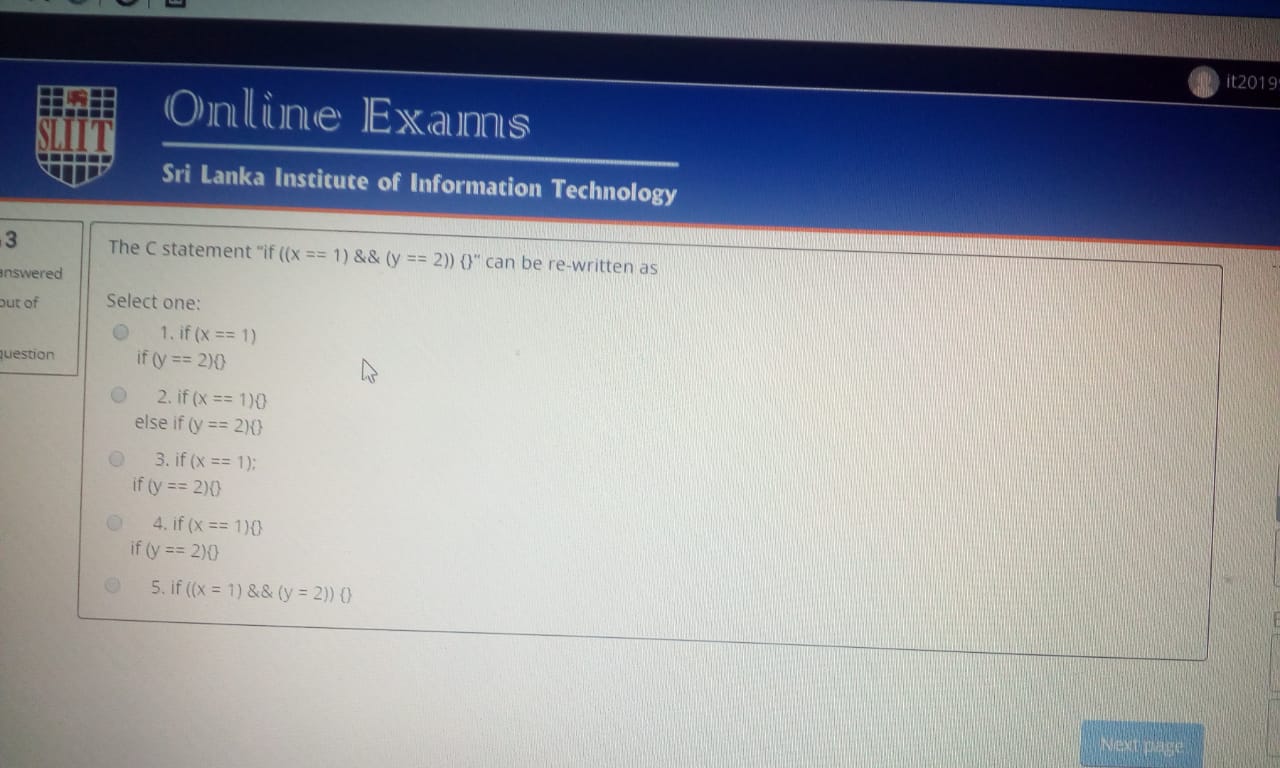 SLIIT
Online Exams
Sri Lanka Institute of Information Technology
it2019
3
answered
out of
question
The C statement "if ((x == 1) && (y == 2)) {}" can be re-written as
Select one:
1. if (x == 1)
if (y == 2){}
2. if (x == 1){}
else if (y == 2){}
3. if (x == 1);
if (y == 2){}
4. if (x == 1){}
if (y == 2){}
5. if ((x = 1) && (y = 2)) {}
Next page